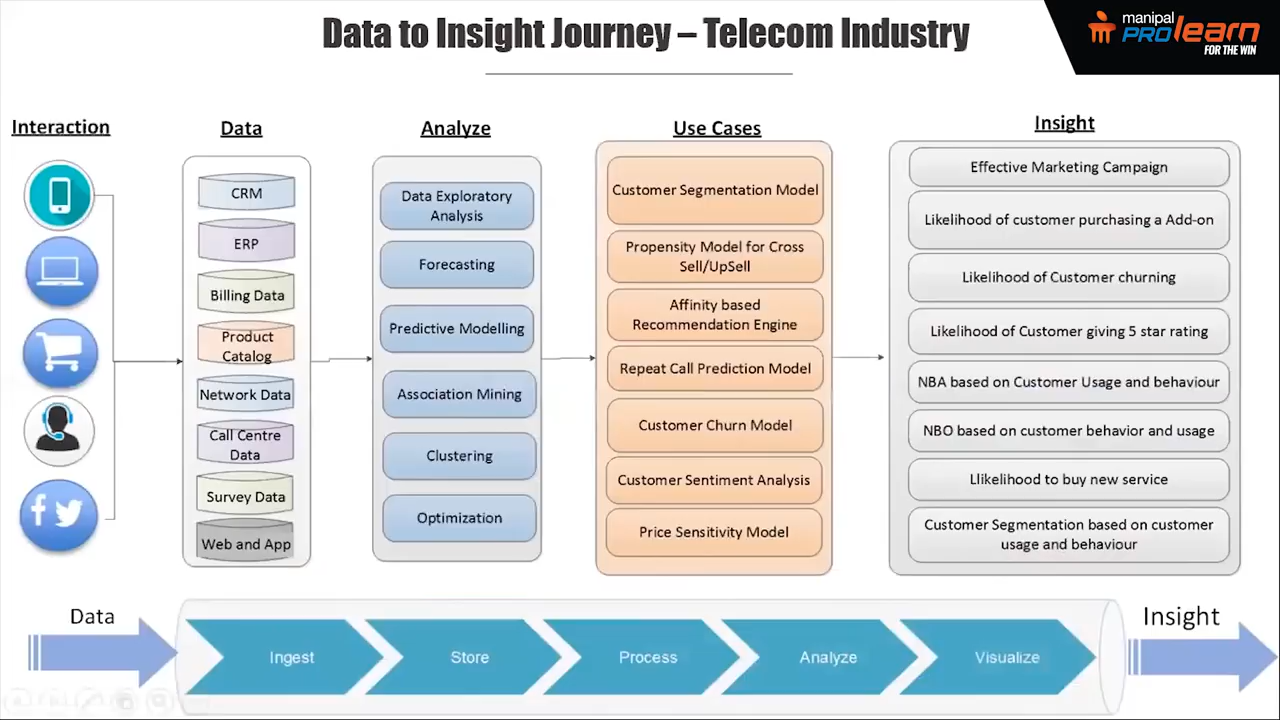 Data to Insight Journey – Telecom Industry
manipal
PROlearn
FOR THE WIN
Interaction
Data
CRM
ERP
Billing Data
Product
Catalog
Network Data
Call Centre
Data
Survey Data
Web and App
Analyze
Data Exploratory
Analysis
Forecasting
Predictive Modelling
Association Mining
Clustering
Optimization
Use Cases
Customer Segmentation Model
Propensity Model for Cross
Sell/UpSell
Affinity based
Recommendation Engine
Repeat Call Prediction Model
Customer Churn Model
Customer Sentiment Analysis
Price Sensitivity Model
Insight
Effective Marketing Campaign
Likelihood of customer purchasing a Add-on
Likelihood of Customer churning
Likelihood of Customer giving 5 star rating
NBA based on Customer Usage and behaviour
NBO based on customer behavior and usage
Llikelihood to buy new service
Customer Segmentation based on customer
usage and behaviour
Data
Ingest
Store
Process
Analyze
Visualize
Insight